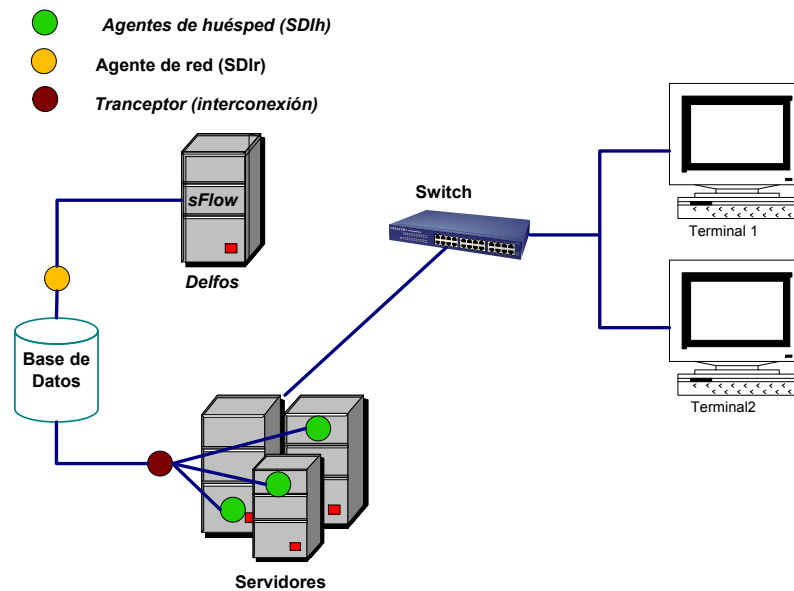 Agentes de huésped (SDIh)
Agente de red (SDIr)
Tranceptor (interconexión)
sFlow
Delfos
Switch
Terminal 1
Base de
Datos
Terminal2
Servidores